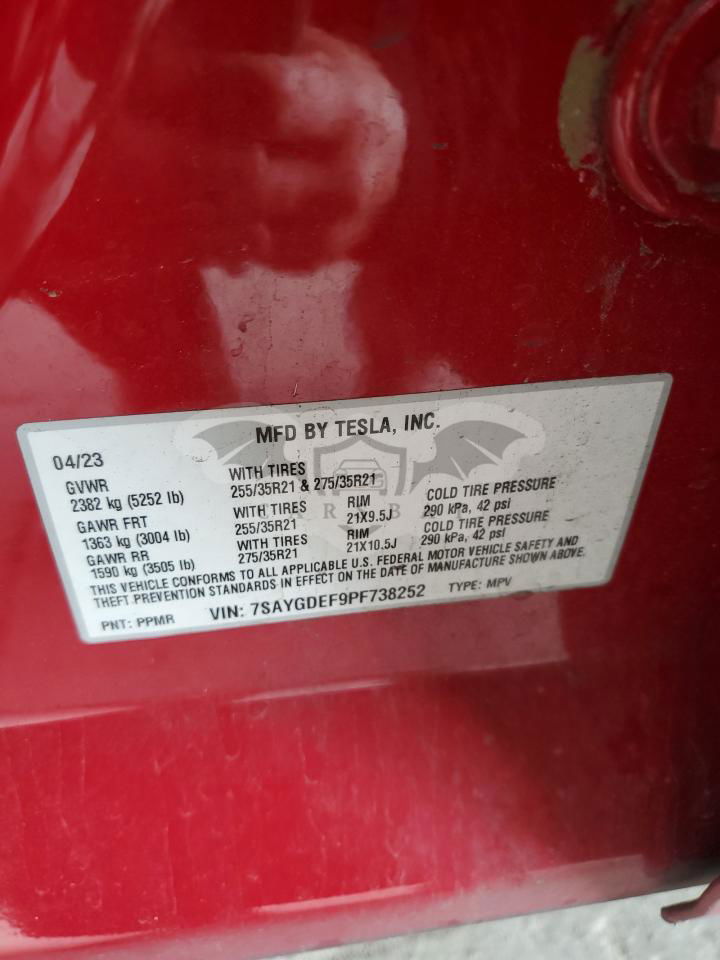 MFD BY TESLA, INC.
04/23
GVWR
2382 kg (5252 lb)
WITH TIRES
255/35R21 & 275/35R21
GAWR FRT
1363 kg (3004 lb)
WITH TIRES
255/35R21
RIM
21X9.5J
COLD TIRE PRESSURE
290 kPa, 42 psi
GAWR RR
1590 kg (3505 lb)
WITH TIRES
275/35R21
RIM
21X10.5J
COLD TIRE PRESSURE
290 kPa, 42 psi
THIS VEHICLE CONFORMS TO ALL APPLICABLE U.S. FEDERAL MOTOR VEHICLE SAFETY AND
THEFT PREVENTION STANDARDS IN EFFECT ON THE DATE OF MANUFACTURE SHOWN ABOVE.
PNT: PPMR VIN: 7SAYGDEF9PF738252 TYPE: MPV